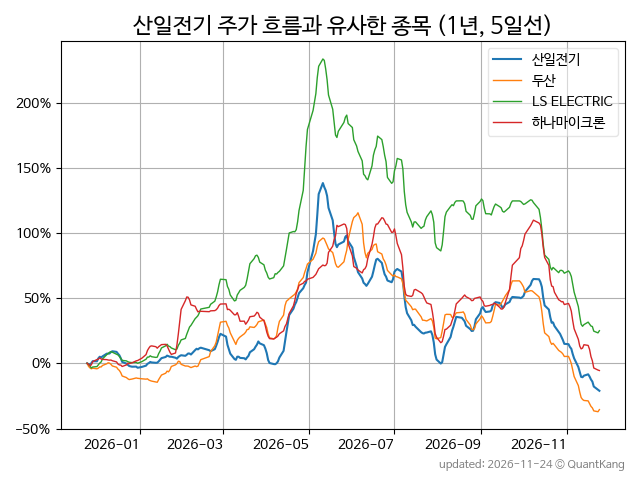 산일전기 주가 흐름과 유사한 종목 (1년, 5일선)
산일전기
두산
LS ELECTRIC
하나마이크론
200%
150%
100%
50%
0%
−50%
2026−01
2026−03
2026−05
2026−07
2026−09
2026−11
updated: 2026-11-24 © QuantKang